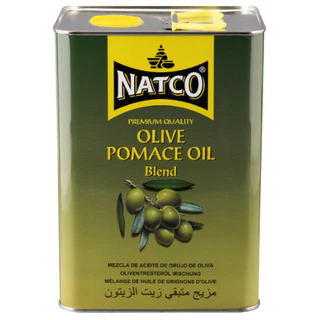 NATCO
PREMIUM QUALITY
OLIVE
POMACE OIL
Blend
MEZCLA DE ACEITE DE ORUJO DE OLIVA
OLIVENTRESTERÖL MISCHUNG
MÉLANGE DE HUILE DE GRIGNONS D'OLIVE
مزيج متبقي زيت الزيتون